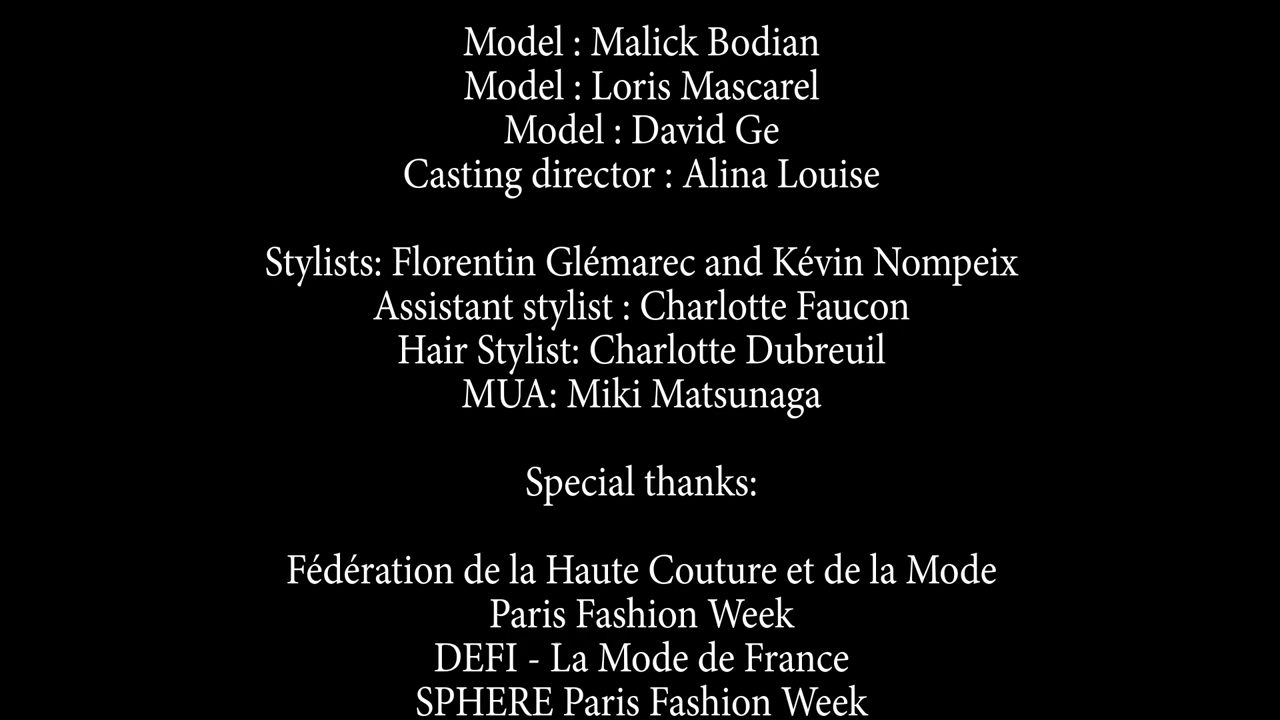 Model : Malick Bodian
Model : Loris Mascarel
Model : David Ge
Casting director : Alina Louise
Stylists: Florentin Glémarec and Kévin Nompeix
Assistant stylist : Charlotte Faucon
Hair Stylist: Charlotte Dubreuil
MUA: Miki Matsunaga
Special thanks:
Fédération de la Haute Couture et de la Mode
Paris Fashion Week
DEFI - La Mode de France
SPHERE Paris Fashion Week